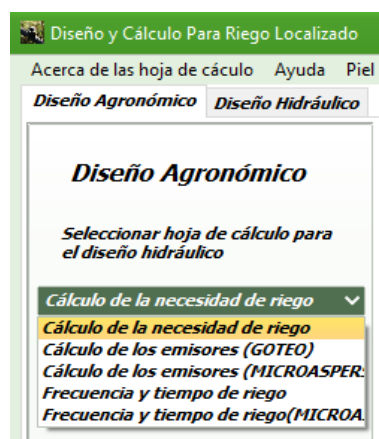 Diseño y Cálculo Para Riego Localizado
Acerca de las hoja de cáculo Ayuda Piel
Diseño Agronómico Diseño Hidráulico
Diseño Agronómico
Seleccionar hoja de cálculo para
el diseño hidráulico
Cálculo de la necesidad de riego
Cálculo de la necesidad de riego
Cálculo de los emisores (GOTEO)
Cálculo de los emisores (MICROASPER
Frecuencia y tiempo de riego
Frecuencia y tiempo de riego(MICROA